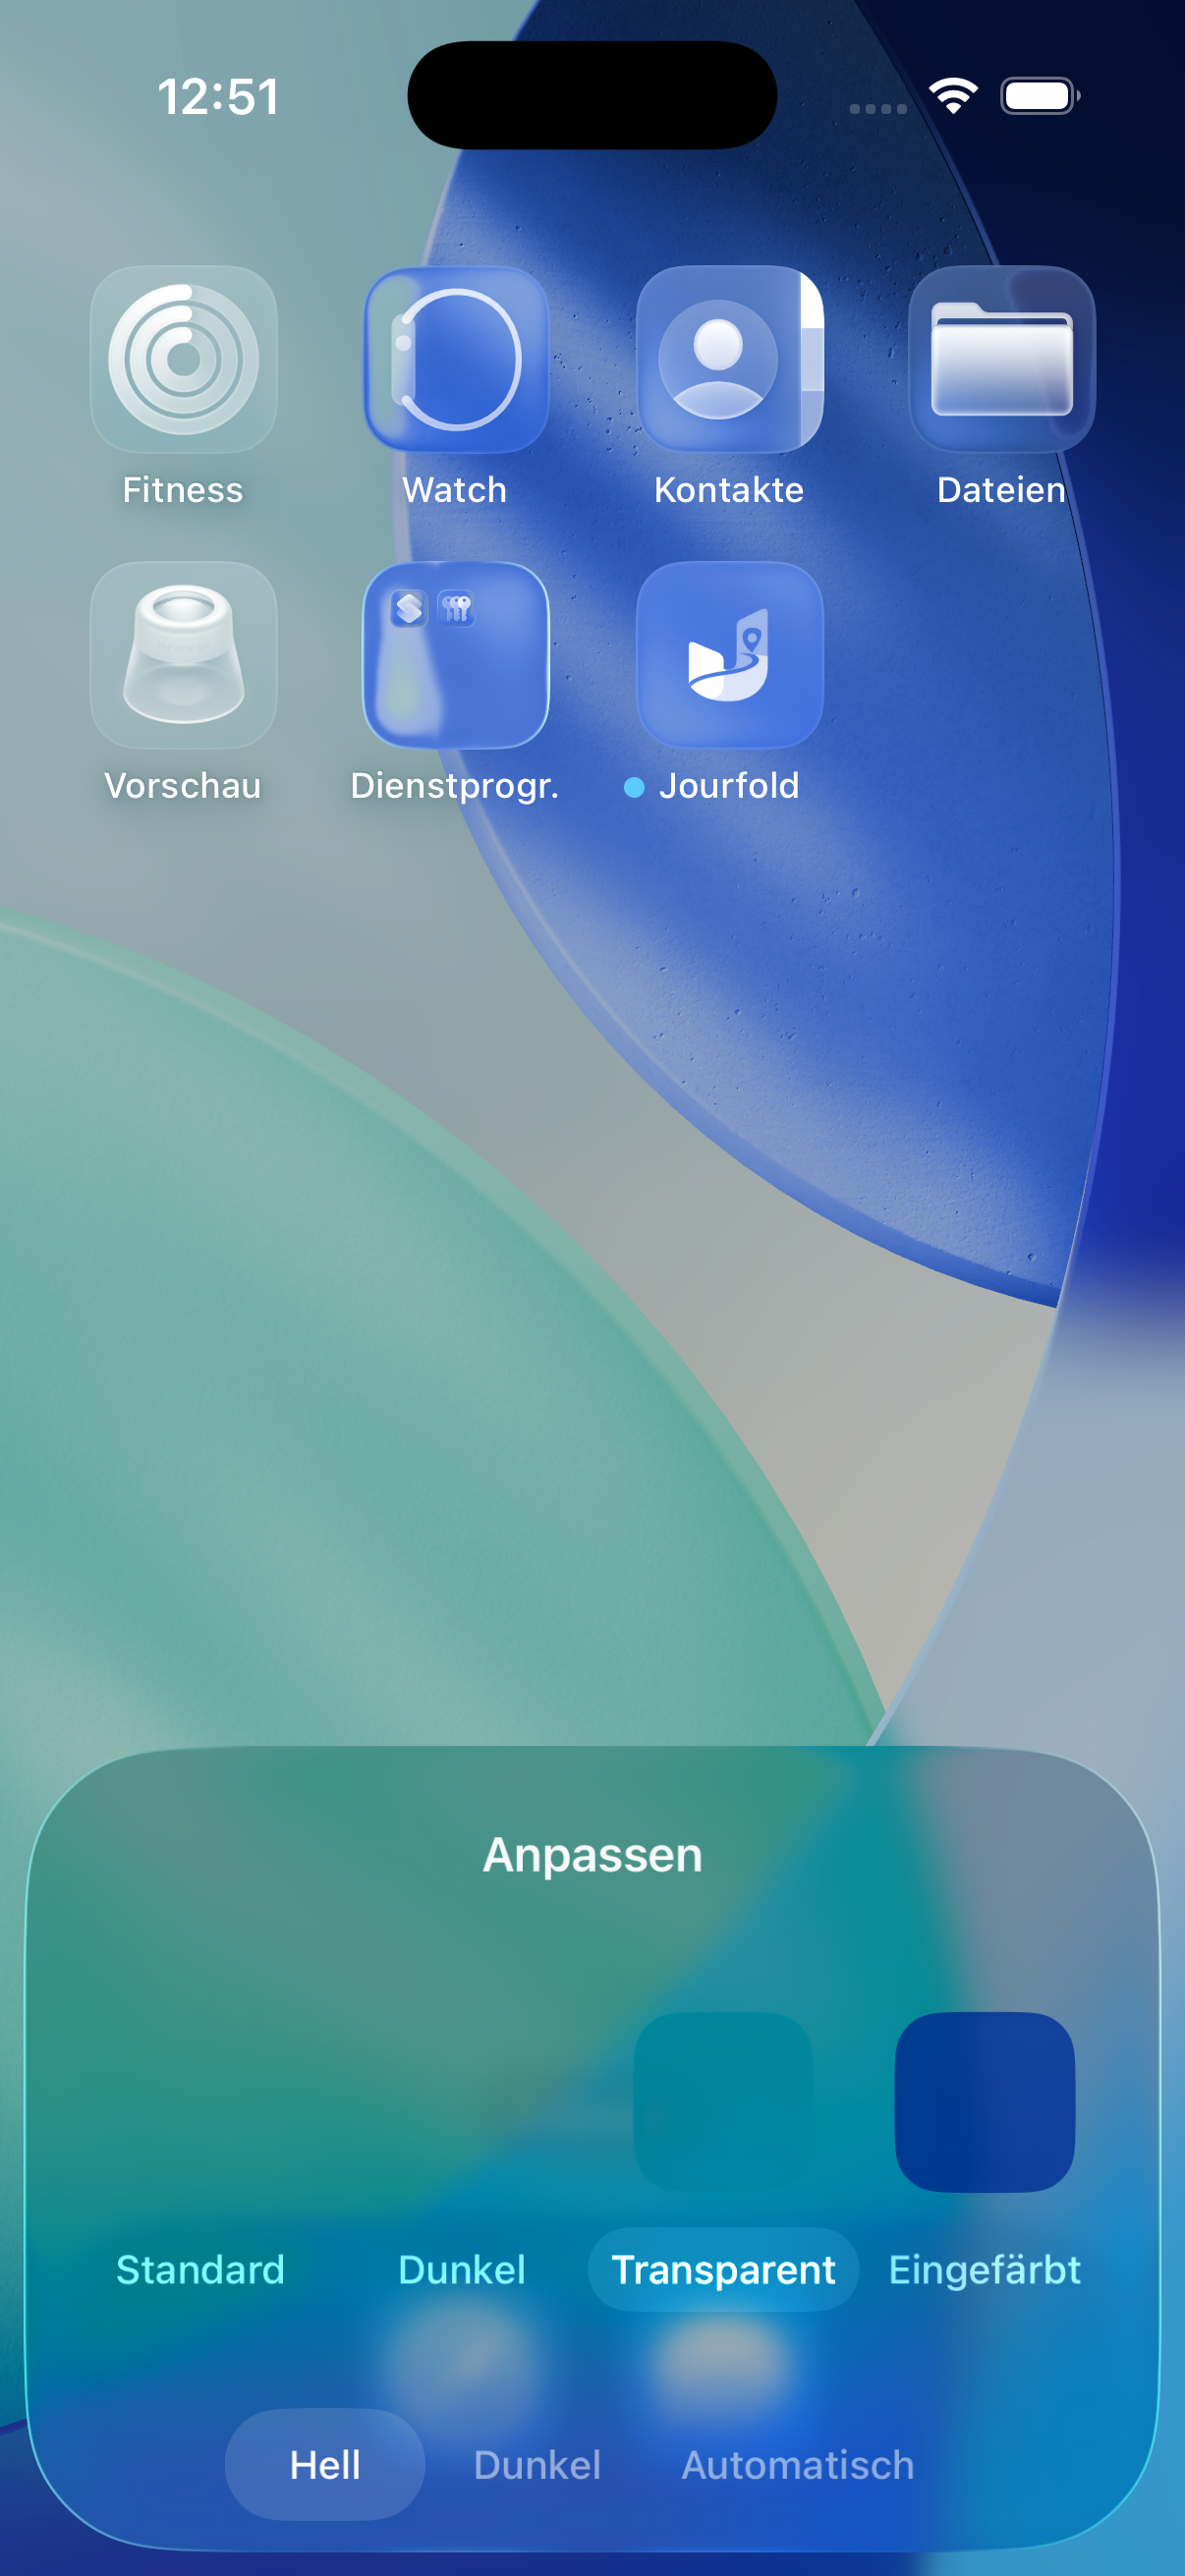 12:51
Fitness
Watch
Kontakte
Dateien
Vorschau
Dienstprogr.
Jourfold
Anpassen
Standard
Dunkel
Transparent
Eingefärbt
Hell
Dunkel
Automatisch